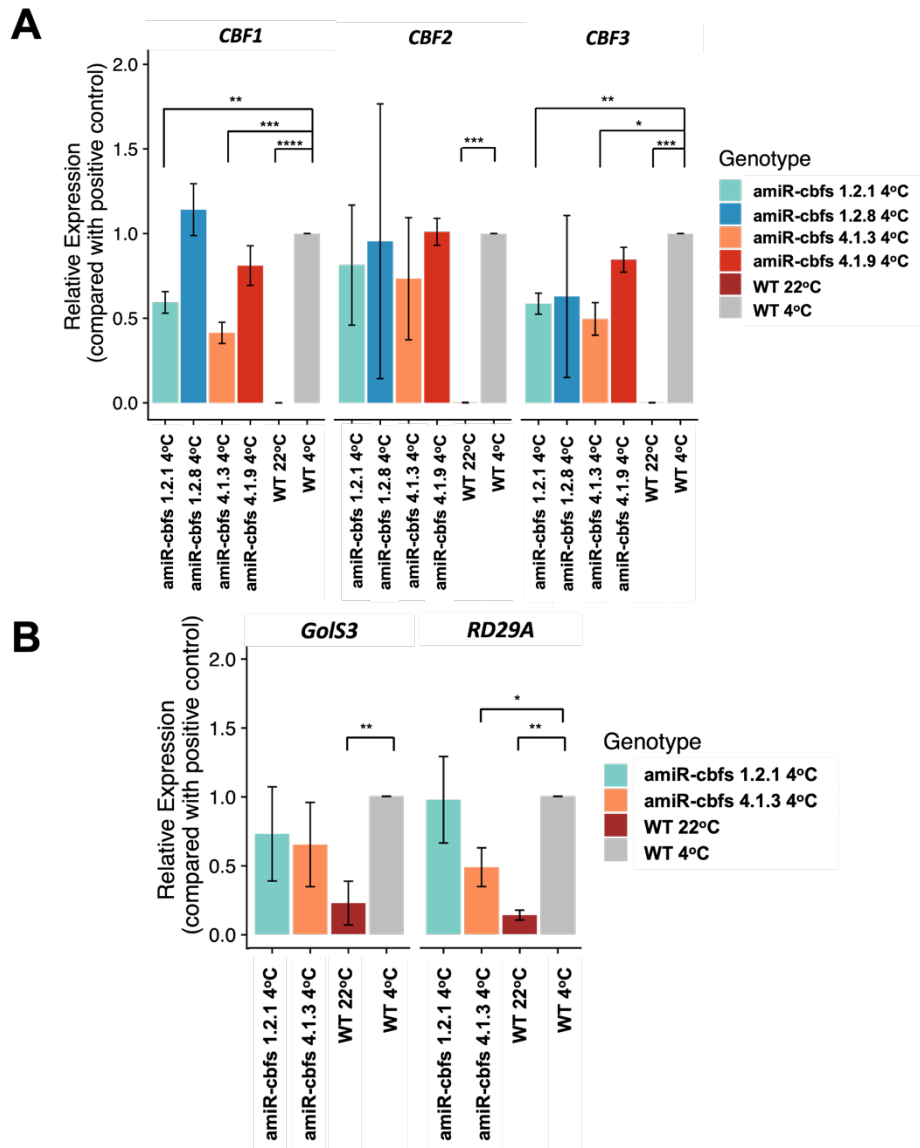 A
CBF1
CBF2
CBF3
Relative Expression
(compared with positive control)
2.0
1.5
1.0
0.5
0.0
**
***
****
***
**
*
***
amiR-cbfs 1.2.1 4ºC
amiR-cbfs 1.2.8 4ºC
amiR-cbfs 4.1.3 4ºC
amiR-cbfs 4.1.9 4ºC
WT 22ºC
WT 4ºC
amiR-cbfs 1.2.1 4ºC
amiR-cbfs 1.2.8 4ºC
amiR-cbfs 4.1.3 4ºC
amiR-cbfs 4.1.9 4ºC
WT 22ºC
WT 4ºC
amiR-cbfs 1.2.1 4ºC
amiR-cbfs 1.2.8 4ºC
amiR-cbfs 4.1.3 4ºC
amiR-cbfs 4.1.9 4ºC
WT 22ºC
WT 4ºC
Genotype
amiR-cbfs 1.2.1 4ºC
amiR-cbfs 1.2.8 4ºC
amiR-cbfs 4.1.3 4ºC
amiR-cbfs 4.1.9 4ºC
WT 22ºC
WT 4ºC
B
GolS3
RD29A
Relative Expression
(compared with positive control)
2.0
1.5
1.0
0.5
0.0
**
*
**
amiR-cbfs 1.2.1 4ºC
amiR-cbfs 4.1.3 4ºC
WT 22ºC
WT 4ºC
amiR-cbfs 1.2.1 4ºC
amiR-cbfs 4.1.3 4ºC
WT 22ºC
WT 4ºC
Genotype
amiR-cbfs 1.2.1 4ºC
amiR-cbfs 4.1.3 4ºC
WT 22ºC
WT 4ºC